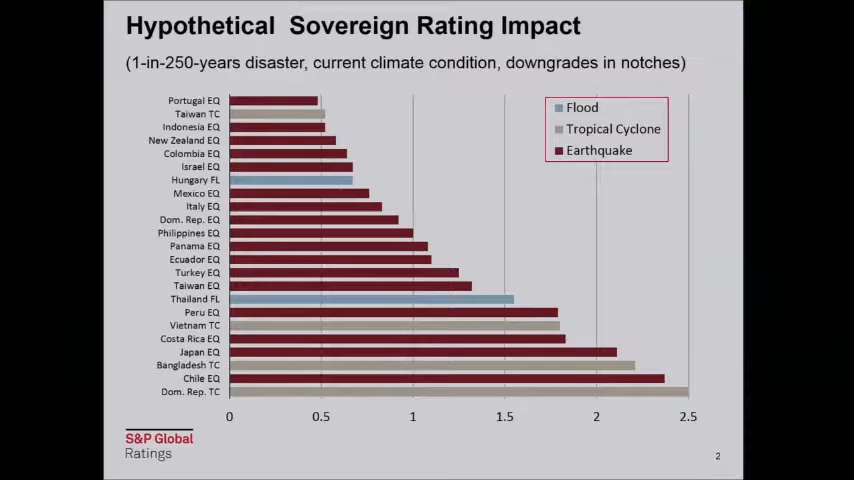 Hypothetical  Sovereign Rating Impact
(1-in-250-years disaster, current climate condition, downgrades in notches)
Flood
Tropical Cyclone
Earthquake
Portugal EQ
Taiwan TC
Indonesia EQ
New Zealand EQ
Colombia EQ
Israel EQ
Hungary FL
Mexico EQ
Italy EQ
Dom. Rep. EQ
Philippines EQ
Panama EQ
Ecuador EQ
Turkey EQ
Taiwan EQ
Thailand FL
Peru EQ
Vietnam TC
Costa Rica EQ
Japan EQ
Bangladesh TC
Chile EQ
Dom. Rep. TC
0 0.5 1 1.5 2 2.5
S&P Global
Ratings
2